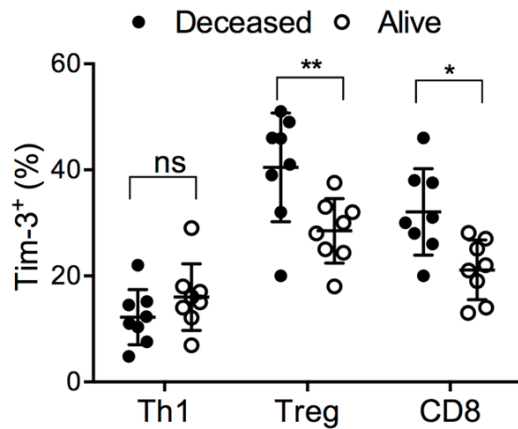 Deceased Alive
60
** *
ns
40
20
0
Tim-3⁺ (%)
Th1 Treg CD8